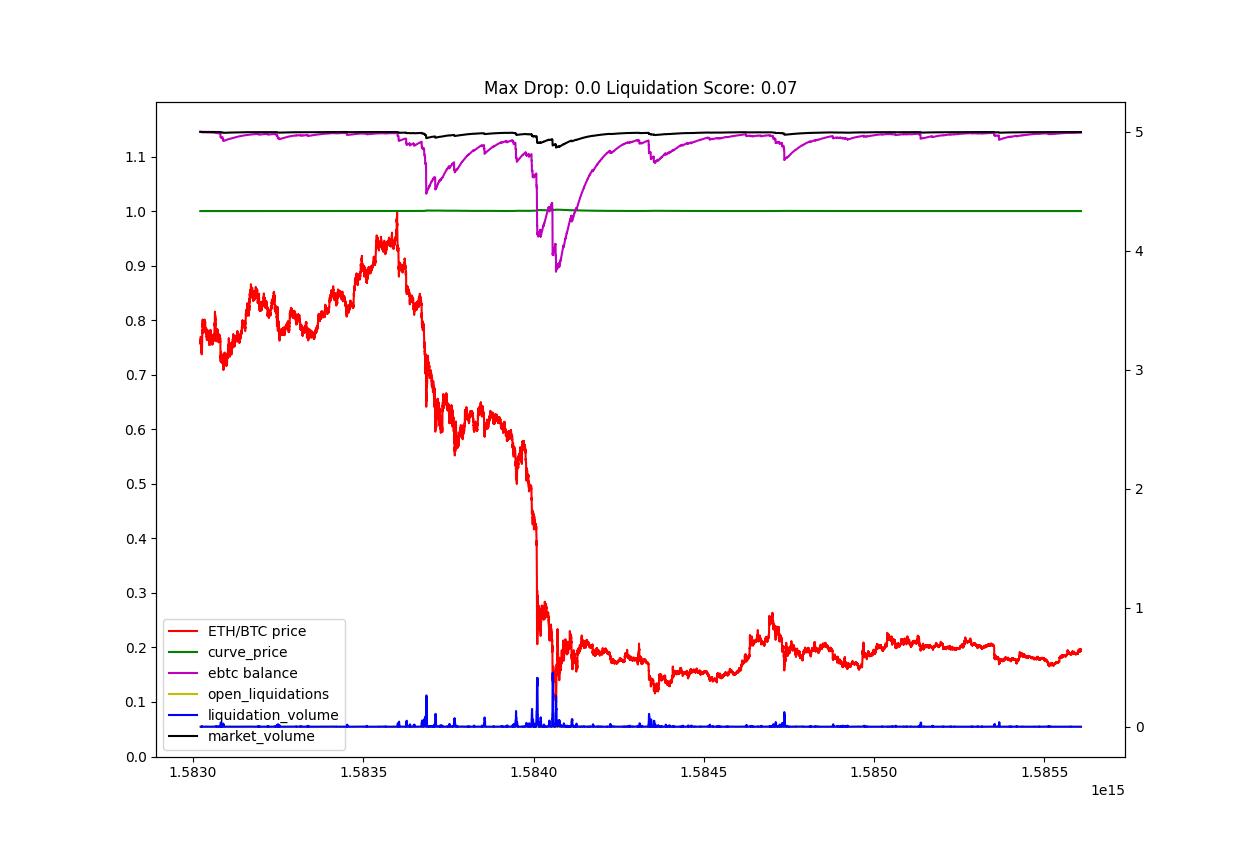 Max Drop: 0.0 Liquidation Score: 0.07
1.1
1.0
0.9
0.8
0.7
0.6
0.5
0.4
0.3
0.2
0.1
0.0
5
4
3
2
1
0
ETH/BTC price
curve_price
ebtc balance
open_liquidations
liquidation_volume
market_volume
1.5830 1.5835 1.5840 1.5845 1.5850 1.5855
1e15